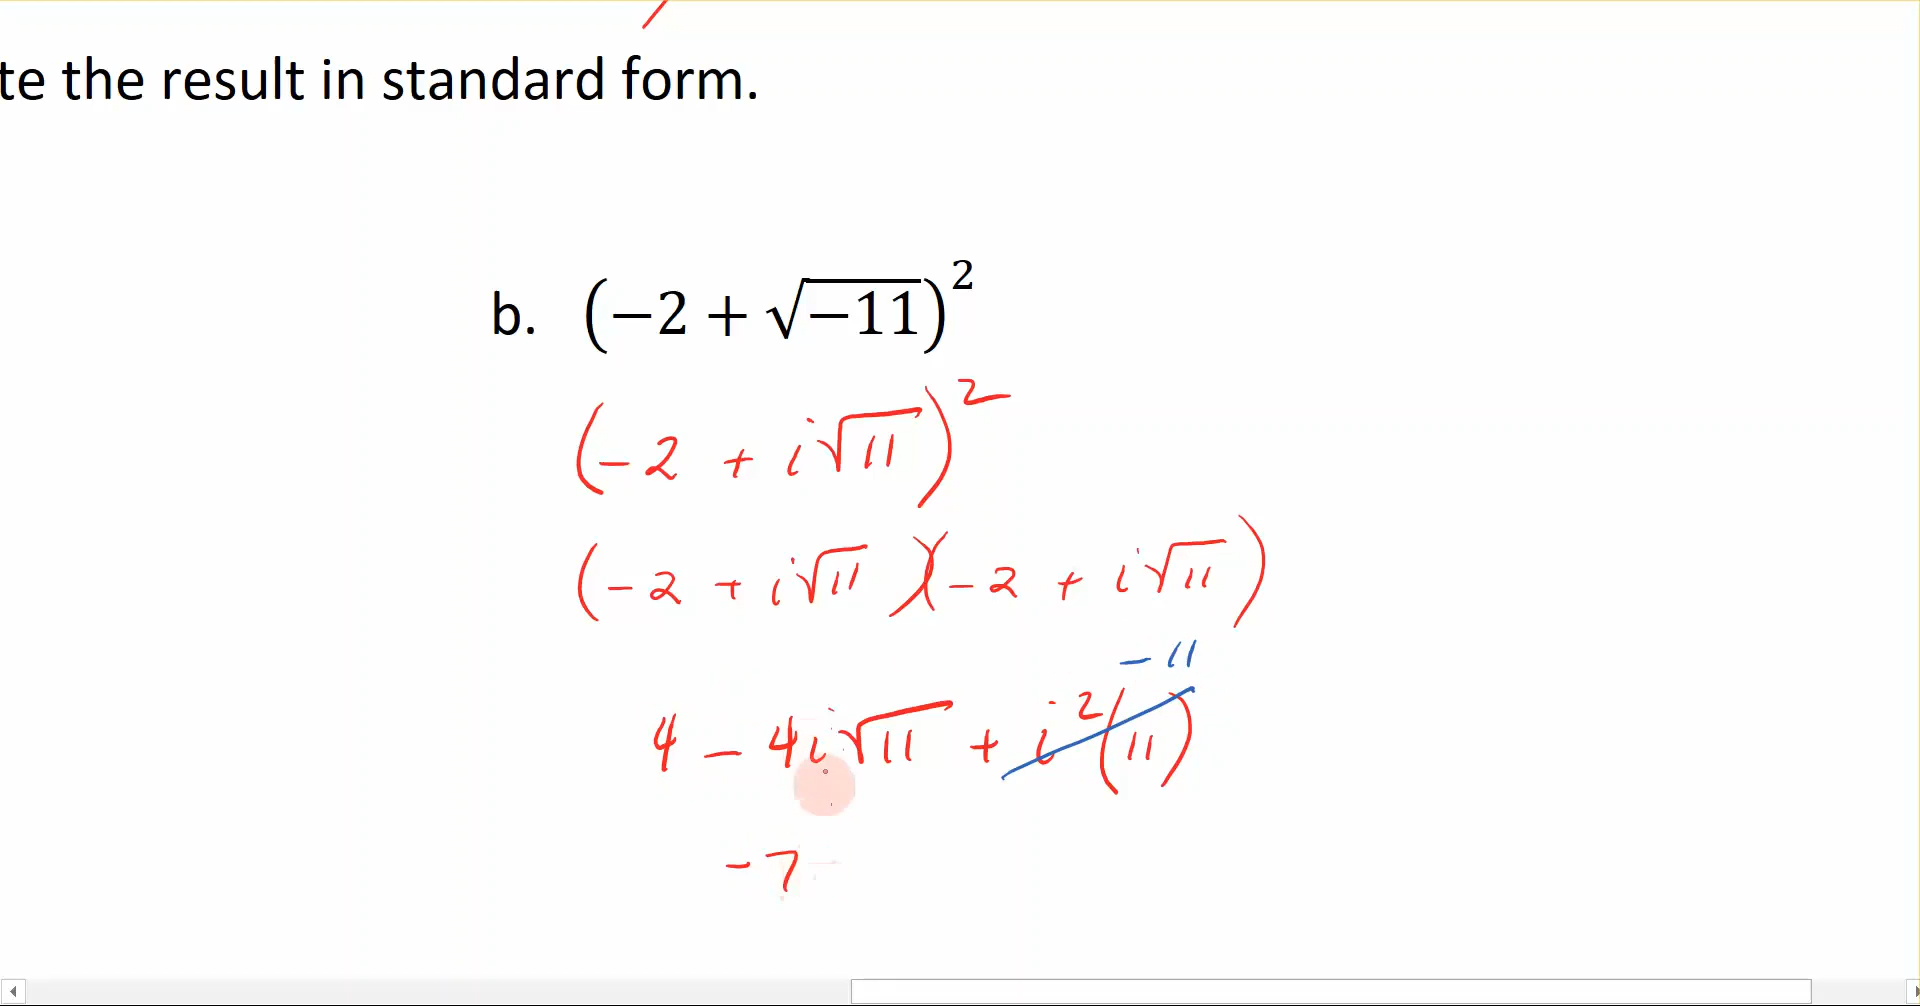 te the result in standard form.
b. (−2 + √−11)²
(−2 + i√11)²
(−2 + i√11)(−2 + i√11)
−11
4 − 4i√11 + i²(11)
−7